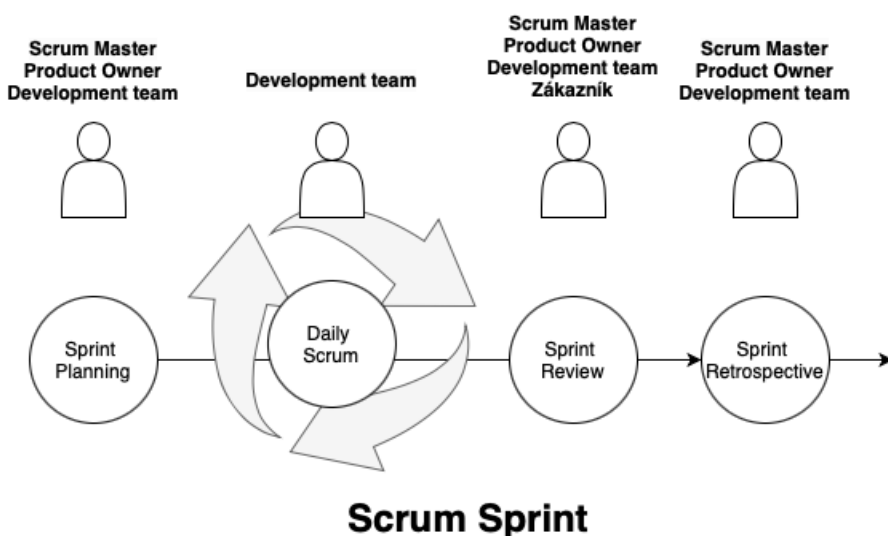 Scrum Master
Product Owner
Development team
Development team
Scrum Master
Product Owner
Development team
Zákazník
Scrum Master
Product Owner
Development team
Sprint
Planning
Daily
Scrum
Sprint
Review
Sprint
Retrospective
Scrum Sprint